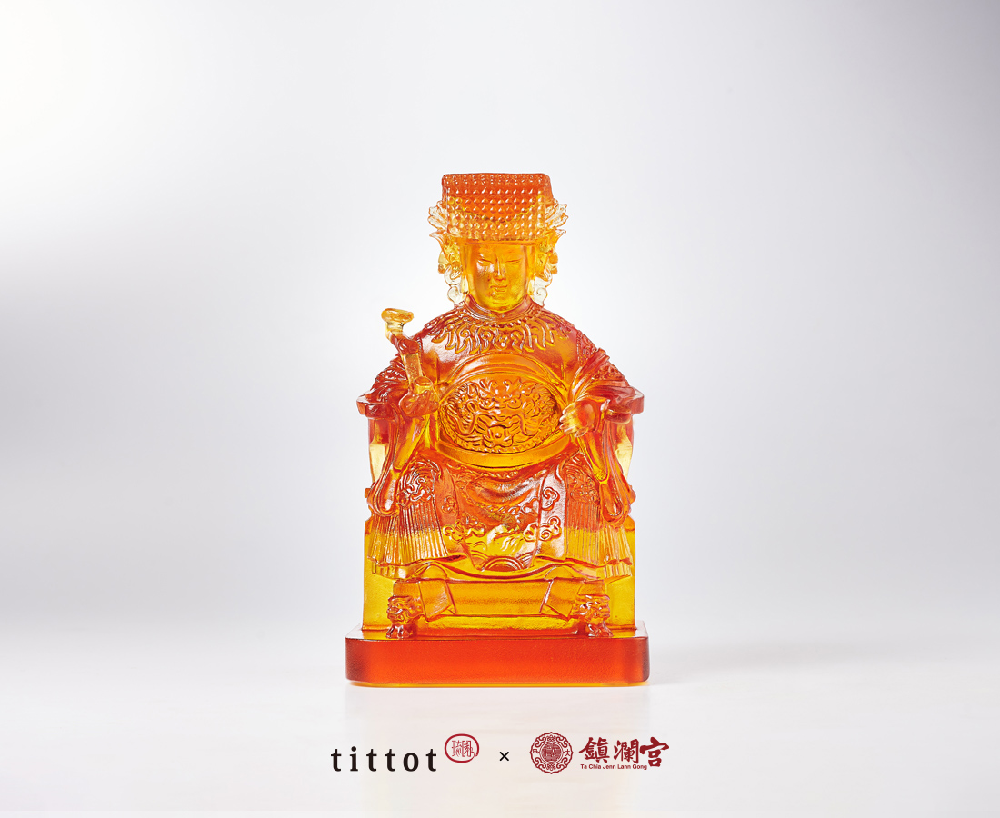 tittot × 鎮瀾宮
Ta Chia Jenn Lann Gong